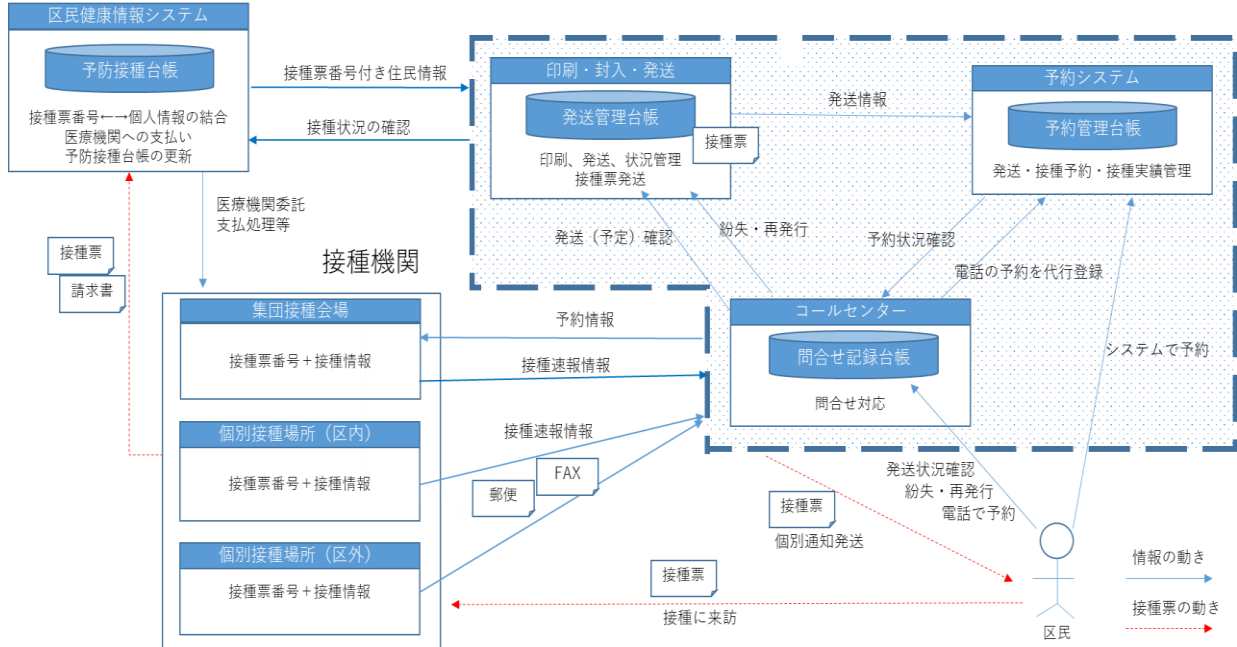 区民健康情報システム
予防接種台帳
接種票番号←→個人情報の結合
医療機関への支払い
予防接種台帳の更新
接種票番号付き住民情報
接種状況の確認
印刷・封入・発送
発送管理台帳
接種票
印刷、発送、状況管理
接種票発送
発送情報
予約システム
予約管理台帳
発送・接種予約・接種実績管理
医療機関委託
支払処理等
接種票
請求書
発送（予定）確認
紛失・再発行
予約状況確認
電話の予約を代行登録
接種機関
集団接種会場
接種票番号＋接種情報
予約情報
接種速報情報
コールセンター
問合せ記録台帳
問合せ対応
システムで予約
個別接種場所（区内）
接種票番号＋接種情報
接種速報情報
郵便
FAX
個別接種場所（区外）
接種票番号＋接種情報
接種票
個別通知発送
発送状況確認
紛失・再発行
電話で予約
接種票
接種に来訪
区民
情報の動き
接種票の動き